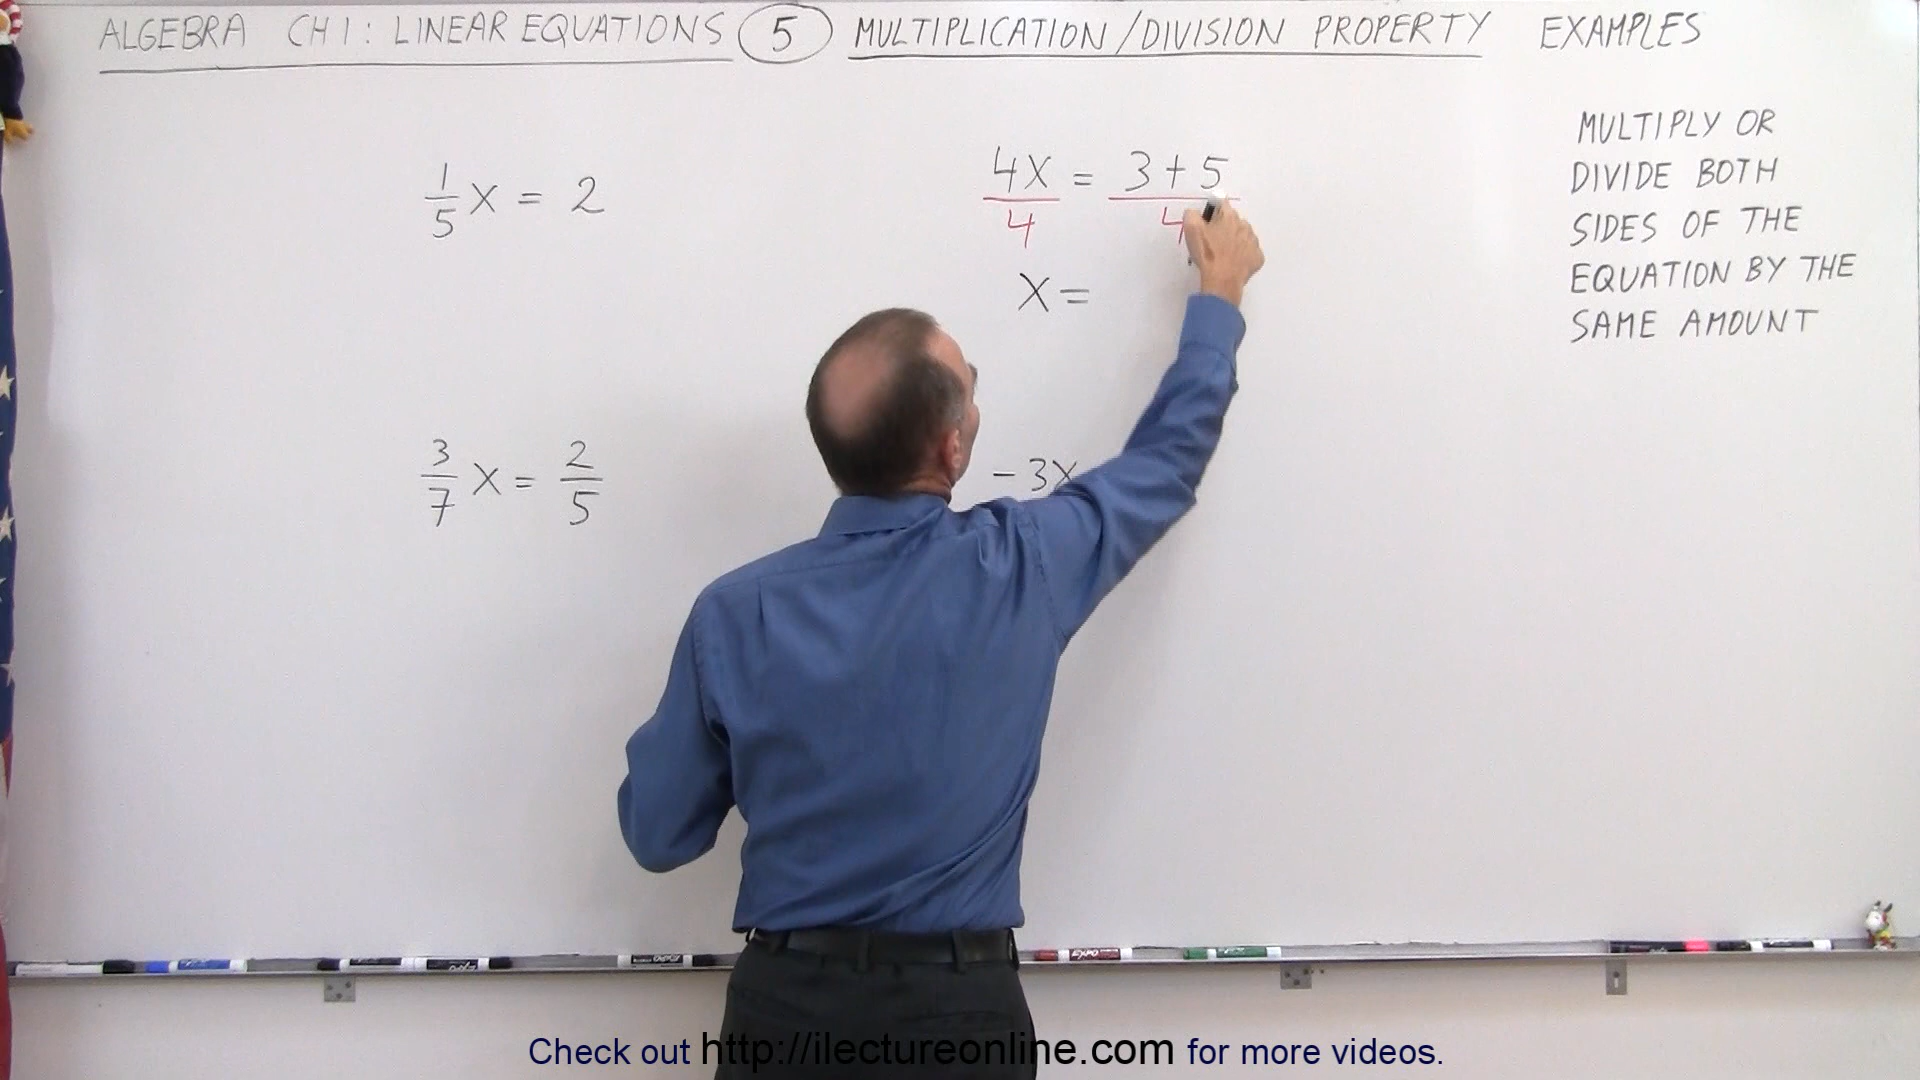 ALGEBRA CH 1: LINEAR EQUATIONS 5 MULTIPLICATION/DIVISION PROPERTY EXAMPLES
MULTIPLY OR
DIVIDE BOTH
SIDES OF THE
EQUATION BY THE
SAME AMOUNT
1/5 X = 2
4X/4 = 3+5/4
X =
3/7 X = 2/5
-3X
Check out http://ilectureonline.com for more videos.